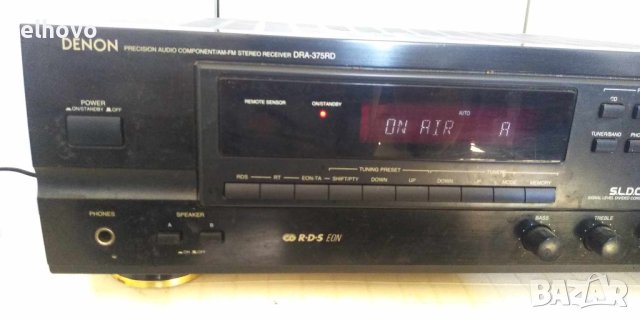 elhovo
DENON
PRECISION AUDIO COMPONENT/AM-FM STEREO RECEIVER DRA-375RD
POWER
ON/STANDBY OFF
REMOTE SENSOR
ON/STANDBY
AUTO
ON AIR A
CD
TUNER/BAND
TUNING PRESET
RDS RT EON-TA SHIFT/PTY DOWN UP DOWN MODE MEMORY
PHONES
SPEAKER
A B
ON OFF
R·D·S EON
BASS
TREBLE
BAZAR